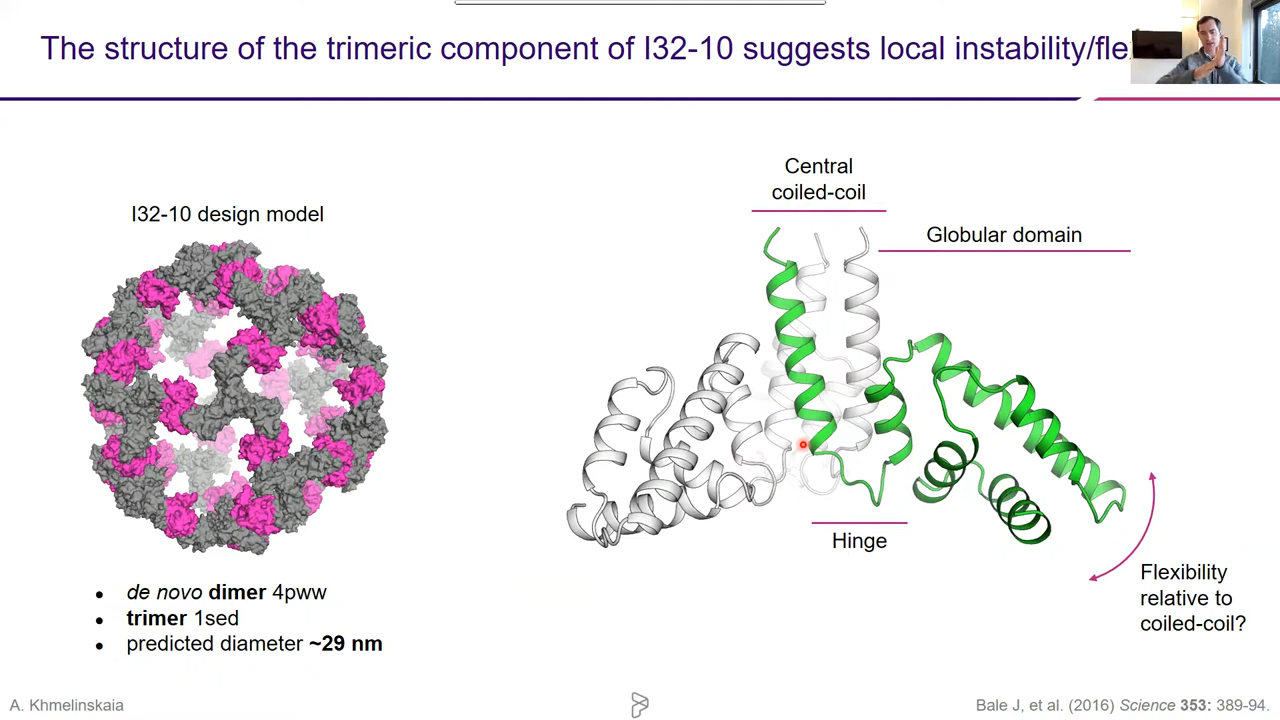 The structure of the trimeric component of I32-10 suggests local instability/fle
Central
coiled-coil
I32-10 design model
Globular domain
Hinge
Flexibility
relative to
coiled-coil?
● de novo dimer 4pww
● trimer 1sed
● predicted diameter ~29 nm
A. Khmelinskaia
Bale J, et al. (2016) Science 353: 389-94.